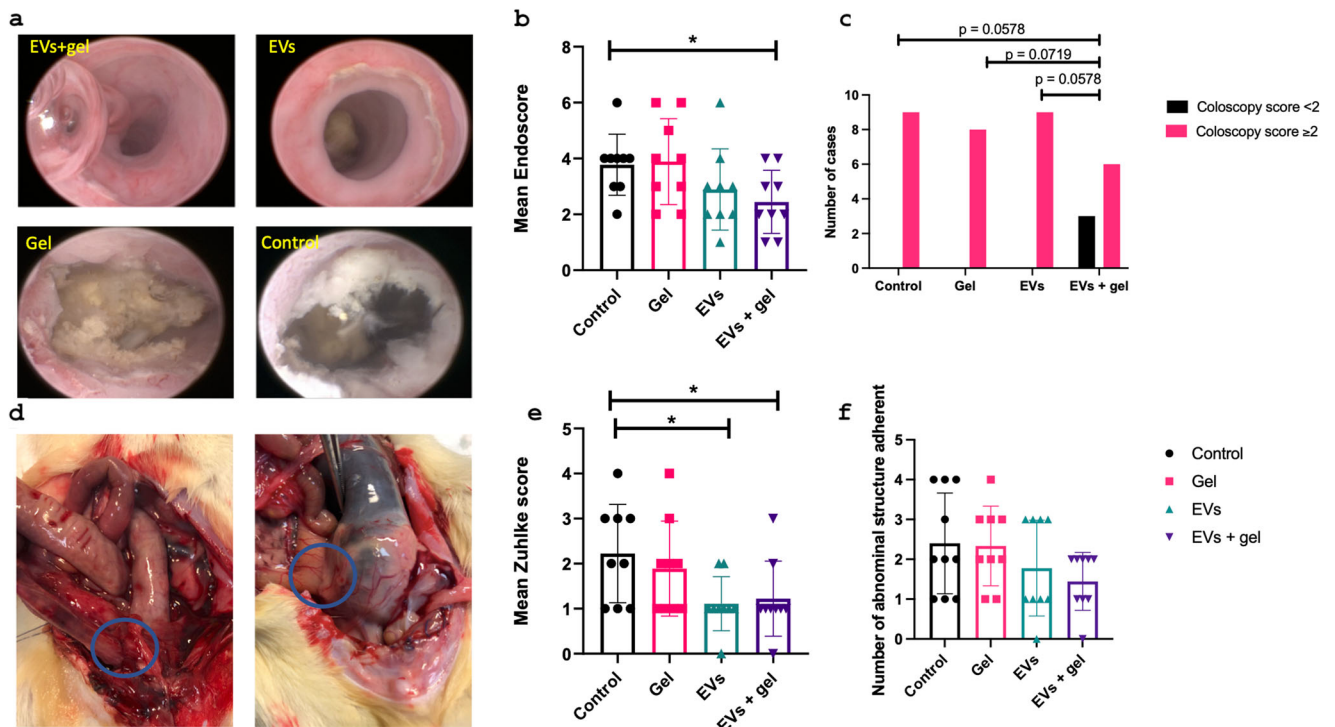 a
EVs+gel
EVs
Gel
Control
b
*
8
6
4
2
0
Mean Endoscore
Control
Gel
EVs
EVs + gel
c
p = 0.0578
p = 0.0719
p = 0.0578
10
8
6
4
2
0
Number of cases
Control
Gel
EVs
EVs + gel
Coloscopy score <2
Coloscopy score ≥2
d
e
*
*
5
4
3
2
1
0
Mean Zuhlke score
Control
Gel
EVs
EVs + gel
f
5
4
3
2
1
0
Number of abnominal structure adherent
Control
Gel
EVs
EVs + gel
Control
Gel
EVs
EVs + gel